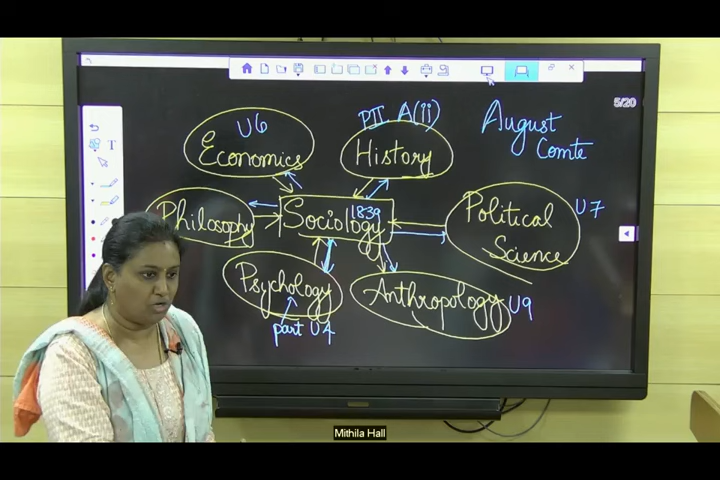 T
5/20
U6
Economics
PII A(ii)
History
August
Comte
Philosophy
1839
Sociology
Political
Science
U7
Psychology
part U4
Anthropology
U9
Mithila Hall